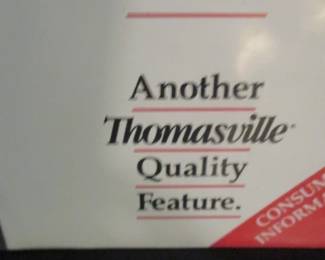 Another
Thomasville
Quality
Feature.